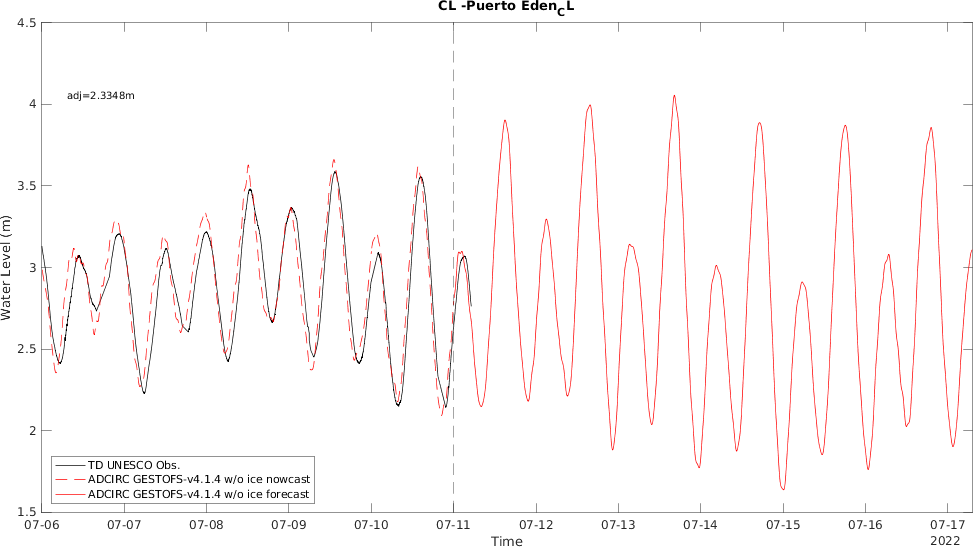 CL -Puerto Eden_CL
4.5
4
3.5
3
2.5
2
1.5
Water Level (m)
adj=2.3348m
TD UNESCO Obs.
ADCIRC GESTOFS-v4.1.4 w/o ice nowcast
ADCIRC GESTOFS-v4.1.4 w/o ice forecast
07-06 07-07 07-08 07-09 07-10 07-11 07-12 07-13 07-14 07-15 07-16 07-17
Time 2022